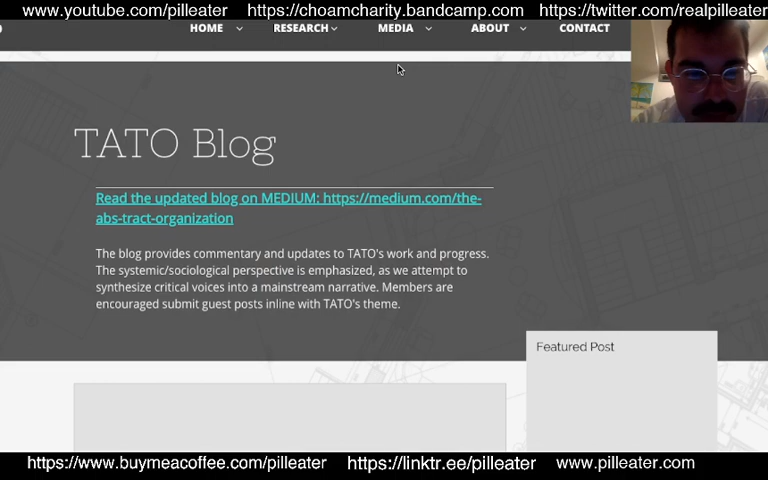 www.youtube.com/pilleater https://choamcharity.bandcamp.com https://twitter.com/realpilleater
HOME RESEARCH MEDIA ABOUT CONTACT
TATO Blog
Read the updated blog on MEDIUM: https://medium.com/the-
abs-tract-organization
The blog provides commentary and updates to TATO's work and progress.
The systemic/sociological perspective is emphasized, as we attempt to
synthesize critical voices into a mainstream narrative. Members are
encouraged submit guest posts inline with TATO's theme.
Featured Post
https://www.buymeacoffee.com/pilleater https://linktr.ee/pilleater www.pilleater.com